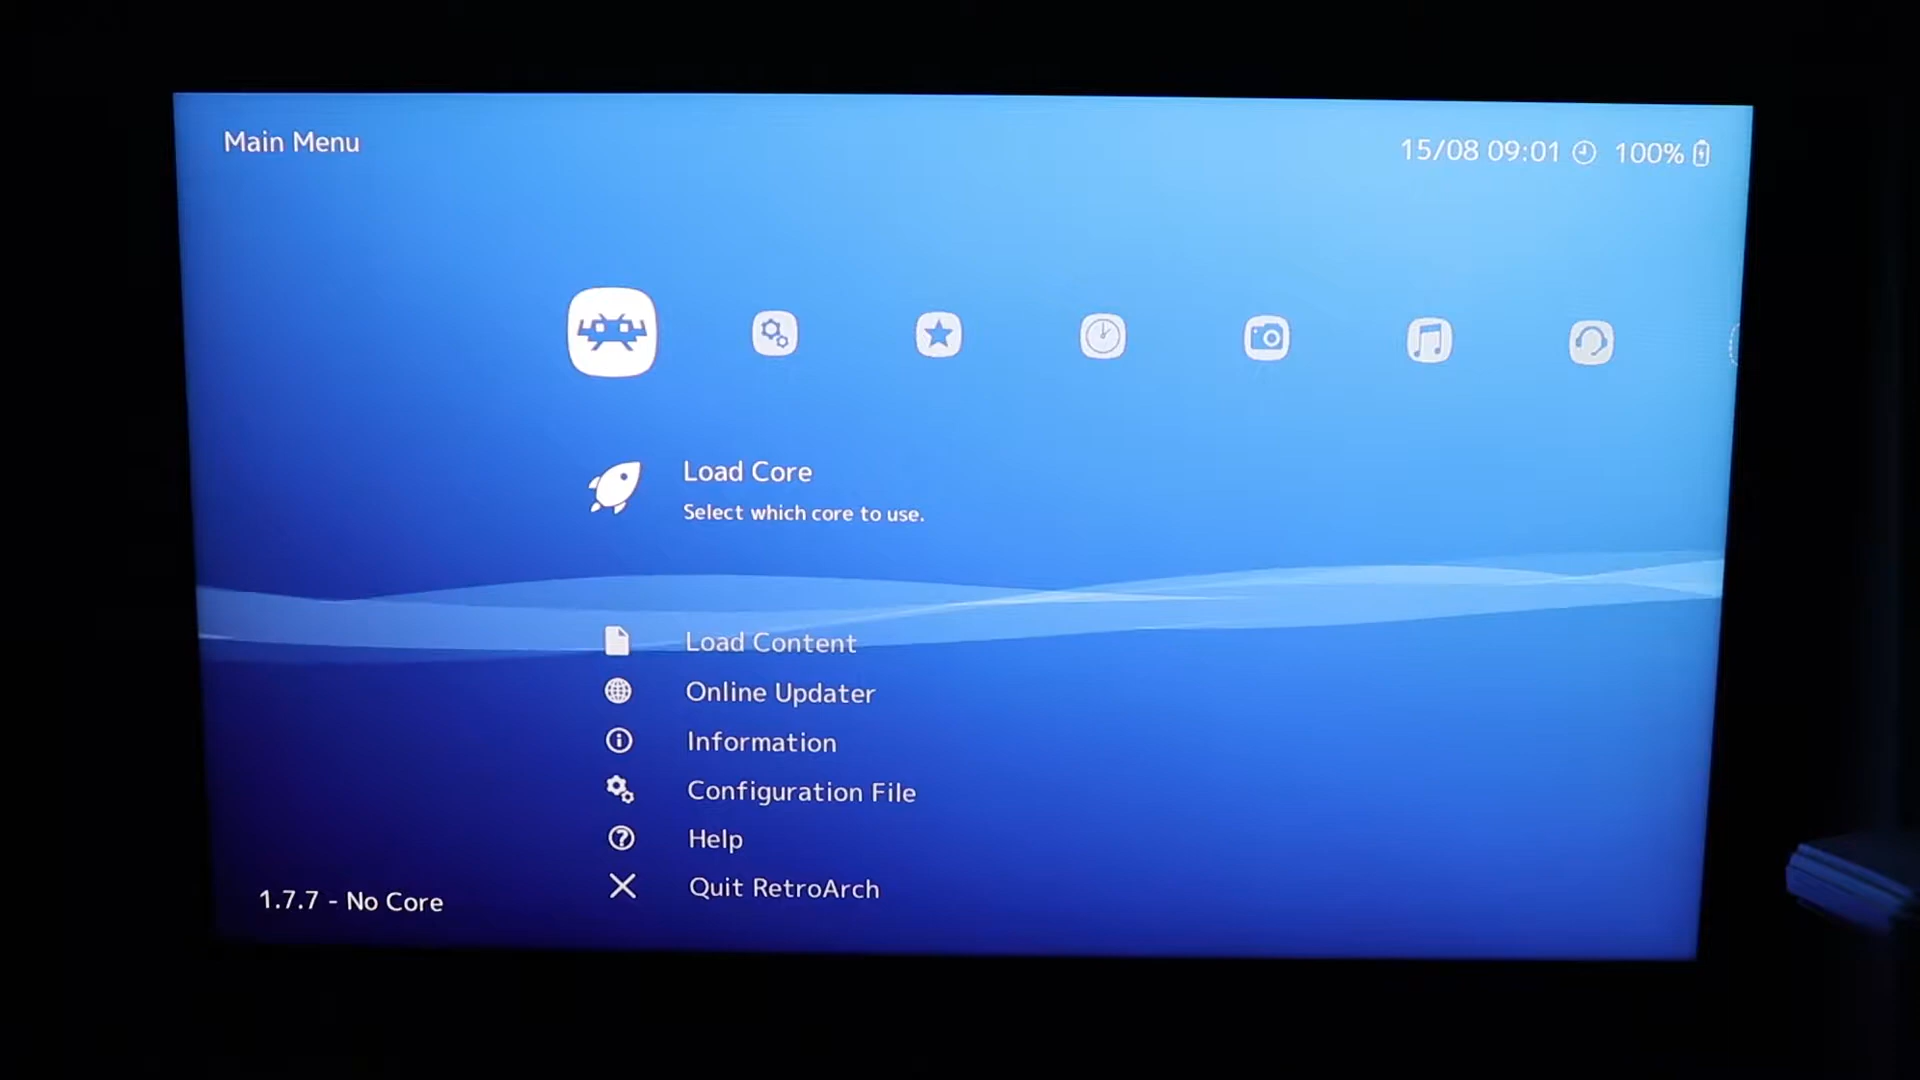 Main Menu
15/08 09:01 100%
Load Core
Select which core to use.
Load Content
Online Updater
Information
Configuration File
Help
Quit RetroArch
1.7.7 - No Core